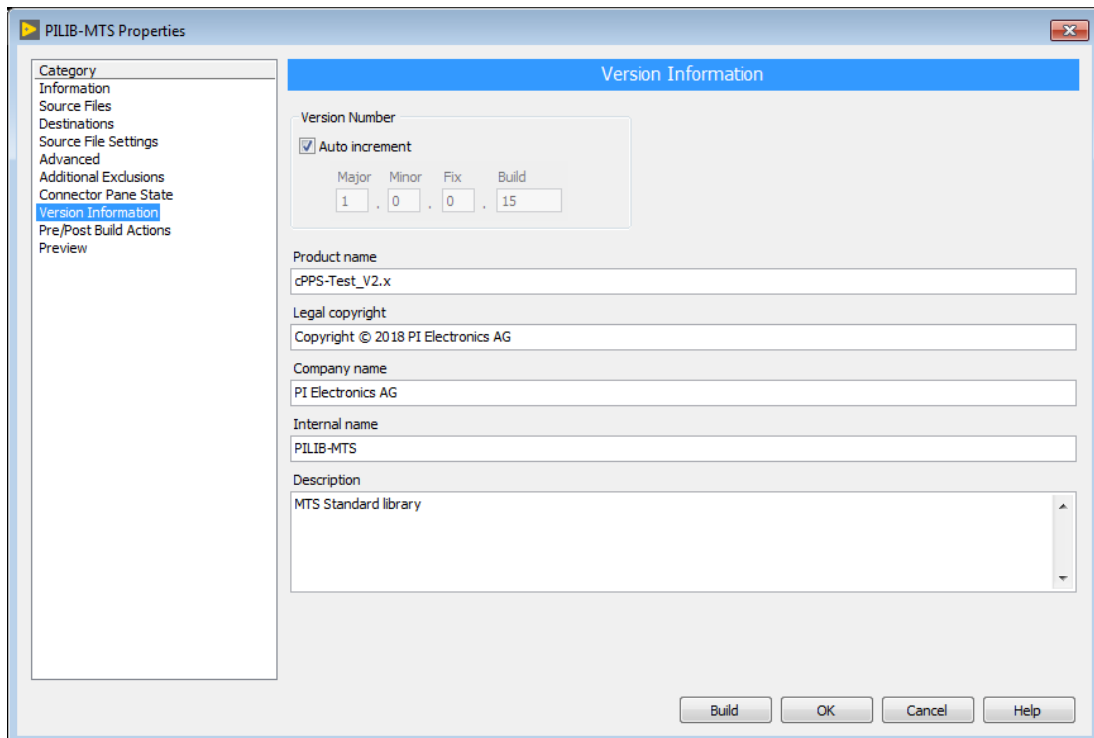 PILIB-MTS Properties
Category
Information
Source Files
Destinations
Source File Settings
Advanced
Additional Exclusions
Connector Pane State
Version Information
Pre/Post Build Actions
Preview
Version Information
Version Number
Auto increment
Major Minor Fix Build
1 . 0 . 0 . 15
Product name
cPPS-Test_V2.x
Legal copyright
Copyright © 2018 PI Electronics AG
Company name
PI Electronics AG
Internal name
PILIB-MTS
Description
MTS Standard library
Build OK Cancel Help